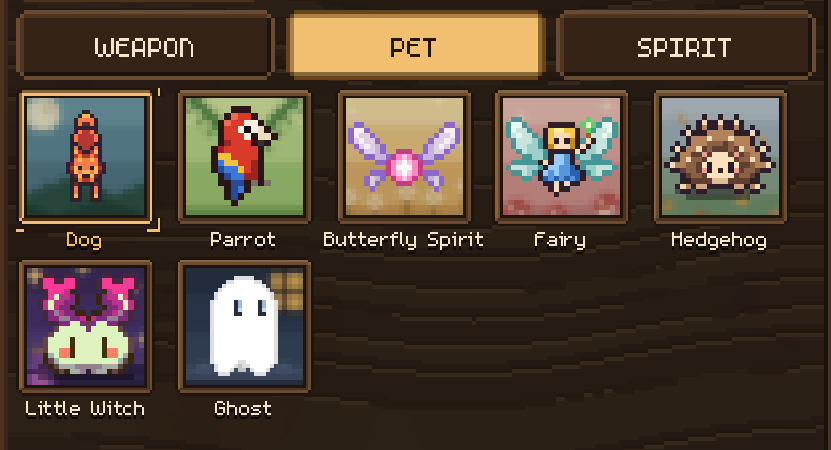 WEAPON PET SPIRIT
Dog Parrot Butterfly Spirit Fairy Hedgehog
Little Witch Ghost